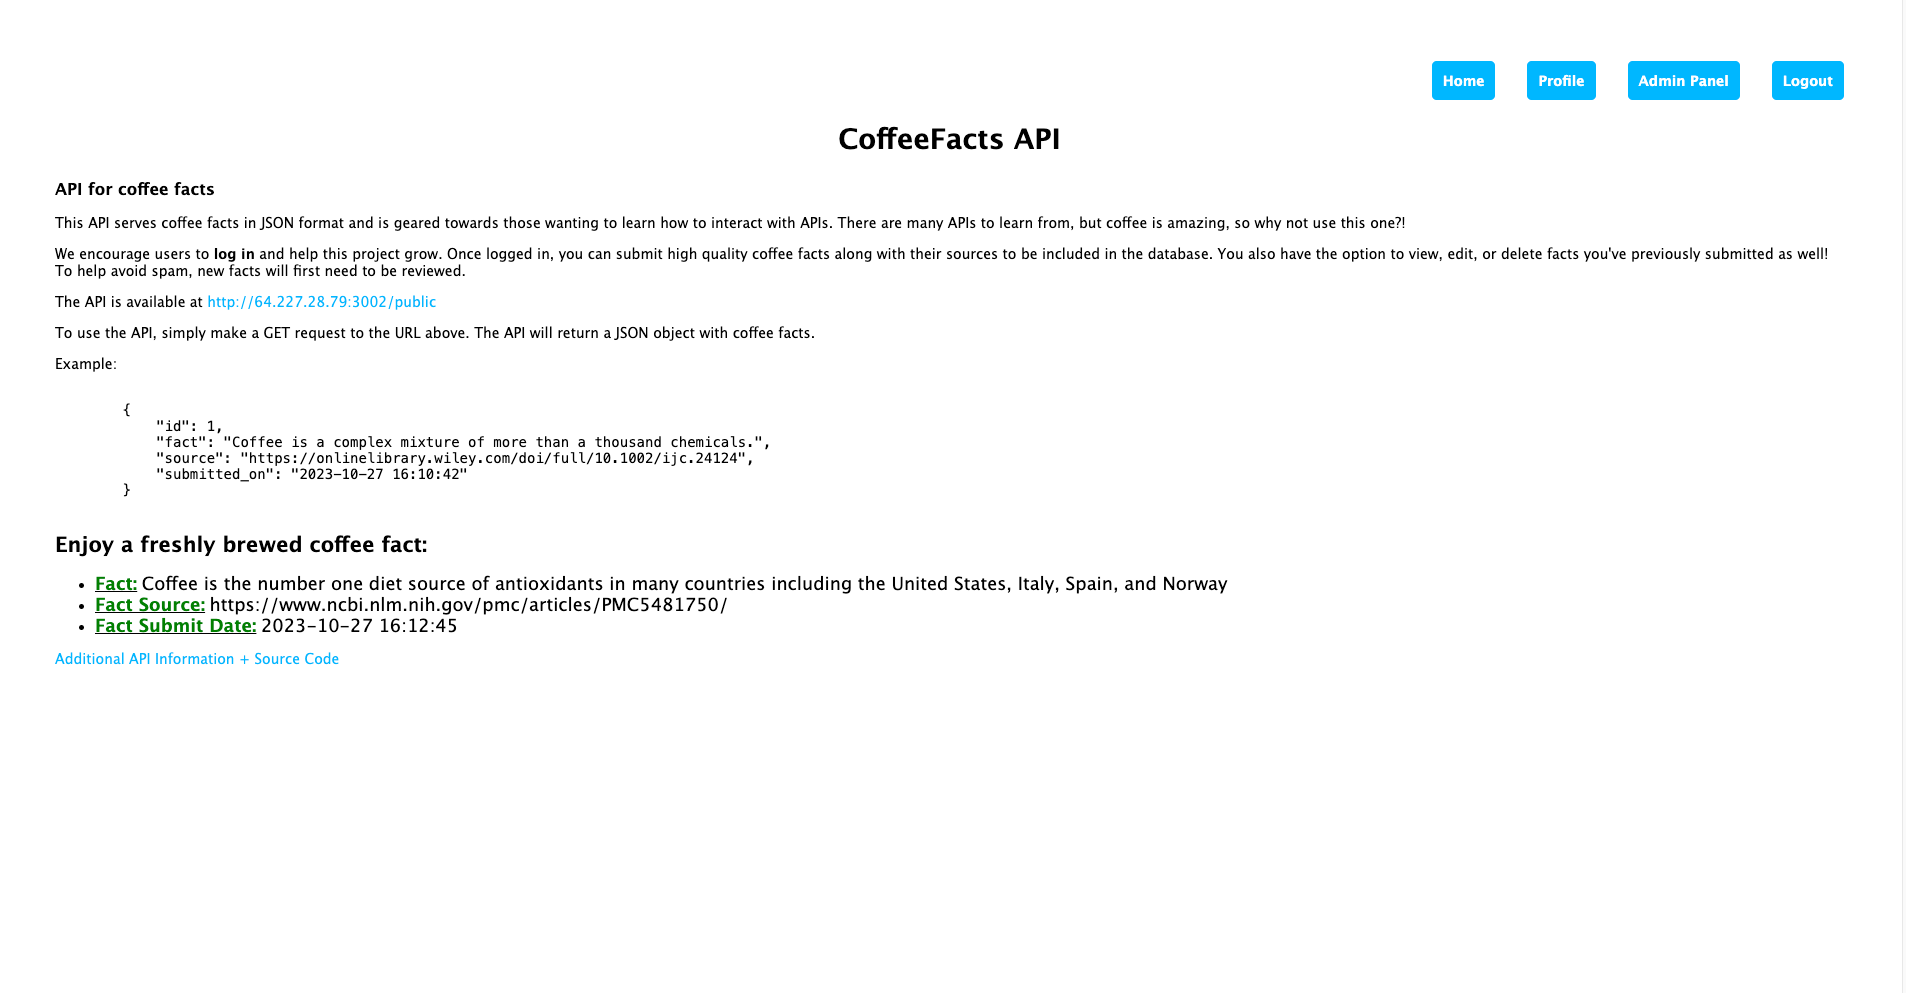 Home Profile Admin Panel Logout
CoffeeFacts API
API for coffee facts
This API serves coffee facts in JSON format and is geared towards those wanting to learn how to interact with APIs. There are many APIs to learn from, but coffee is amazing, so why not use this one?!
We encourage users to log in and help this project grow. Once logged in, you can submit high quality coffee facts along with their sources to be included in the database. You also have the option to view, edit, or delete facts you've previously submitted as well!
To help avoid spam, new facts will first need to be reviewed.
The API is available at http://64.227.28.79:3002/public
To use the API, simply make a GET request to the URL above. The API will return a JSON object with coffee facts.
Example:
{
"id": 1,
"fact": "Coffee is a complex mixture of more than a thousand chemicals.",
"source": "https://onlinelibrary.wiley.com/doi/full/10.1002/ijc.24124",
"submitted_on": "2023-10-27 16:10:42"
}
Enjoy a freshly brewed coffee fact:
• Fact: Coffee is the number one diet source of antioxidants in many countries including the United States, Italy, Spain, and Norway
• Fact Source: https://www.ncbi.nlm.nih.gov/pmc/articles/PMC5481750/
• Fact Submit Date: 2023-10-27 16:12:45
Additional API Information + Source Code